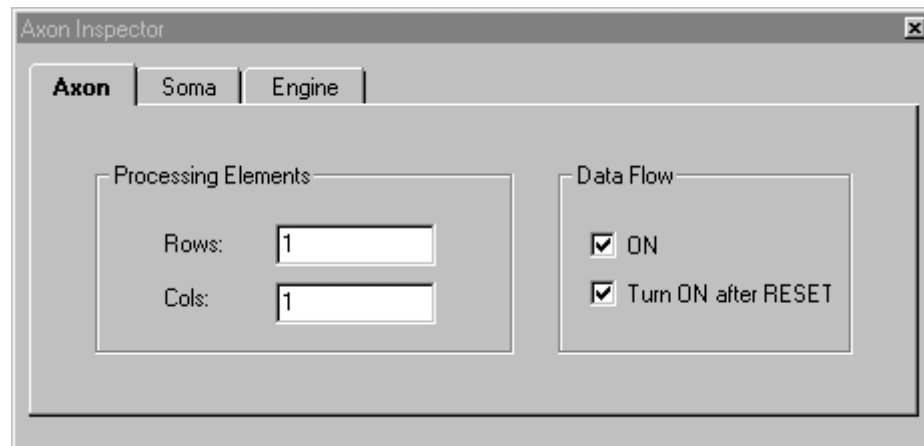 Axon Inspector
Axon Soma Engine
Processing Elements
Rows: 1
Cols: 1
Data Flow
ON
Turn ON after RESET